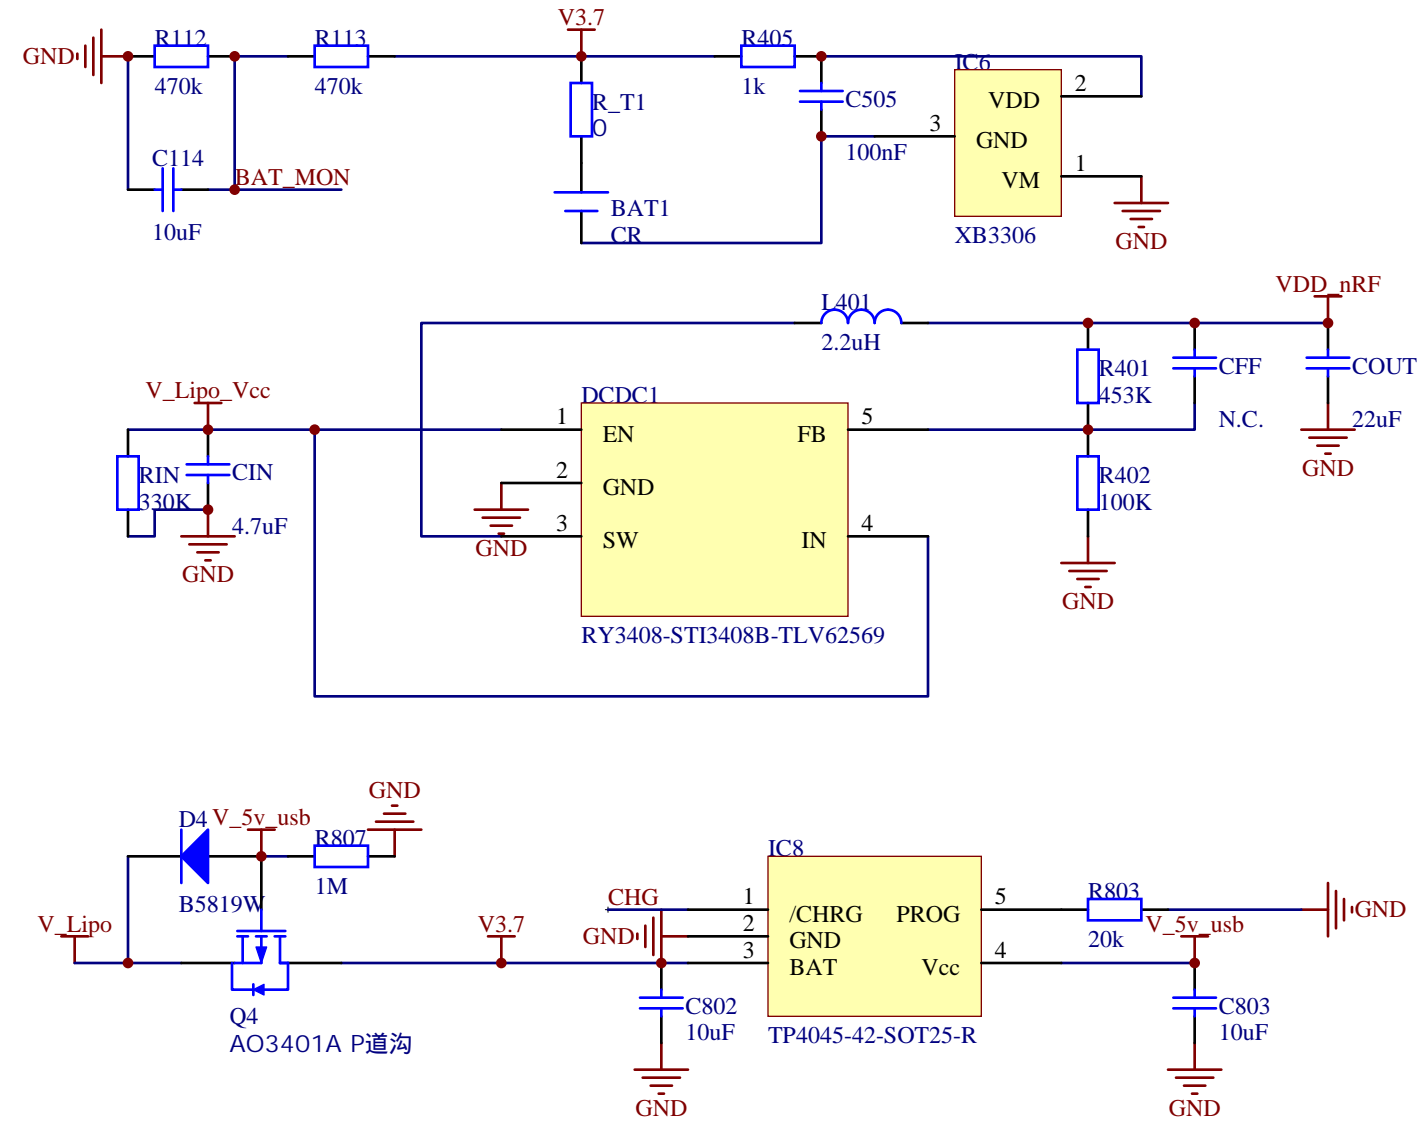 V3.7
GND
R112
470k
R113
470k
R405
1k
IC6
VDD
2
GND
3
VM
1
XB3306
GND
C505
100nF
R_T1
0
BAT1
CR
C114
10uF
BAT_MON
VDD_nRF
L401
2.2uH
R401
453K
CFF
N.C.
COUT
22uF
GND
V_Lipo_Vcc
DCDC1
1
EN
FB
5
2
GND
3
SW
IN
4
GND
RY3408-STI3408B-TLV62569
RIN
330K
CIN
4.7uF
GND
R402
100K
GND
GND
D4
V_5v_usb
R807
1M
B5819W
V_Lipo
Q4
AO3401A P道沟
V3.7
IC8
CHG
1
/CHRG
PROG
5
GND
2
GND
3
BAT
Vcc
4
TP4045-42-SOT25-R
R803
20k
GND
V_5v_usb
C802
10uF
GND
C803
10uF
GND